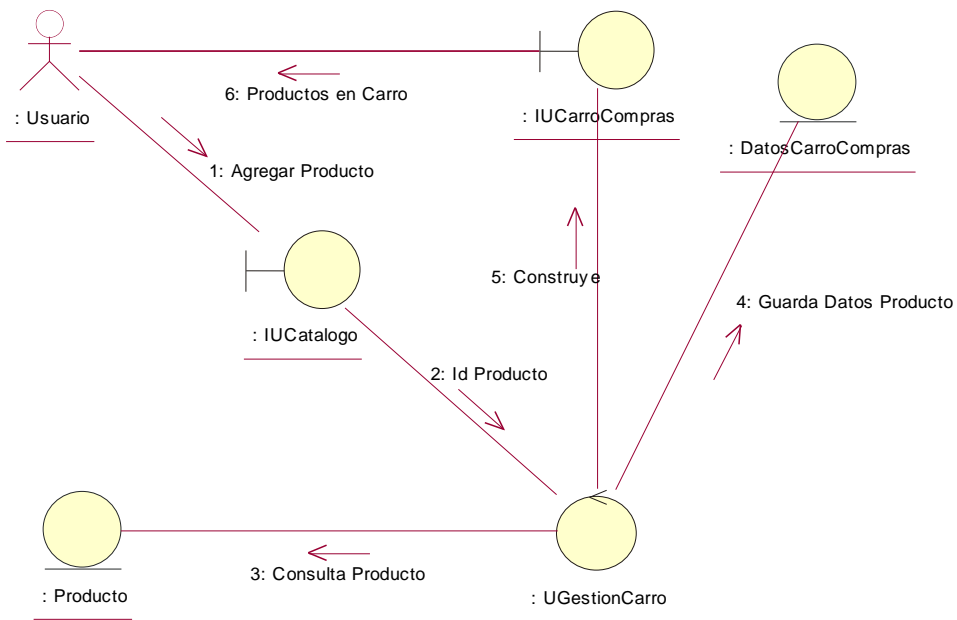 6: Productos en Carro
: Usuario
: IUCarroCompras
: DatosCarroCompras
1: Agregar Producto
5: Construye
4: Guarda Datos Producto
: IUCatalogo
2: Id Producto
3: Consulta Producto
: Producto
: UGestionCarro